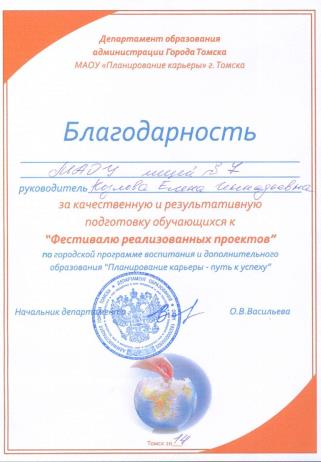 Департамент образования
администрации Города Томска
МАОУ «Планирование карьеры» г. Томска
Благодарность
МАОУ лицей № 7
руководитель Козлова Елена Геннадьевна
за качественную и результативную
подготовку обучающихся к
"Фестивалю реализованных проектов"
по городской программе воспитания и дополнительного
образования "Планирование карьеры - путь к успеху"
Начальник департамента О.В.Васильева
Томск 2014